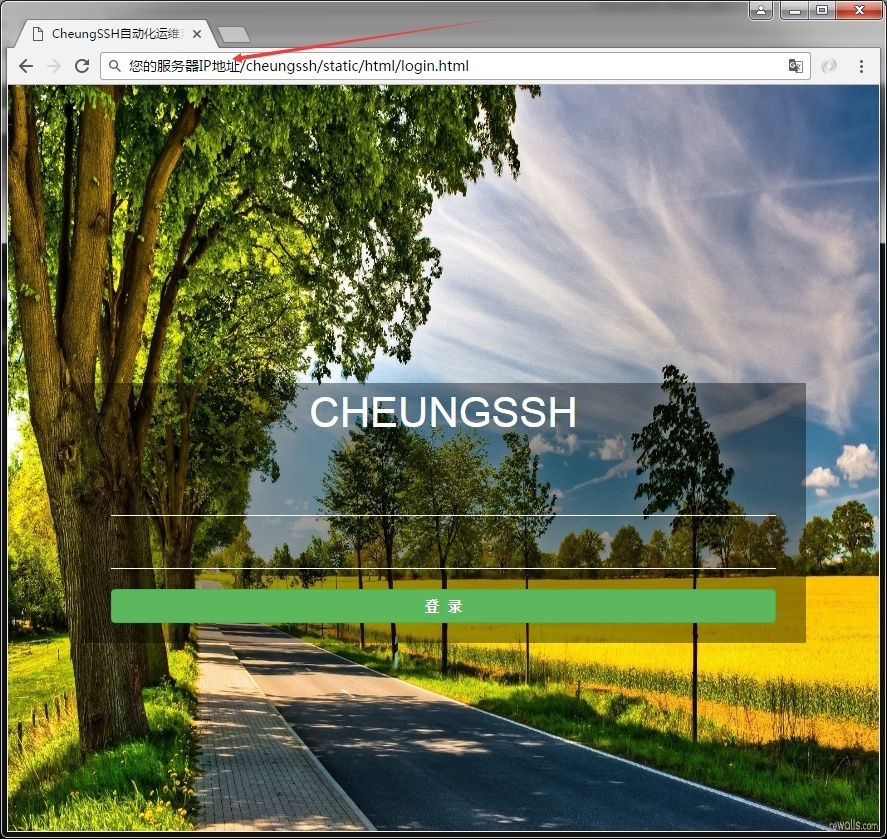 CheungSSH自动化运维
您的服务器IP地址/cheungssh/static/html/login.html
CHEUNGSSH
登 录
rewalls.com